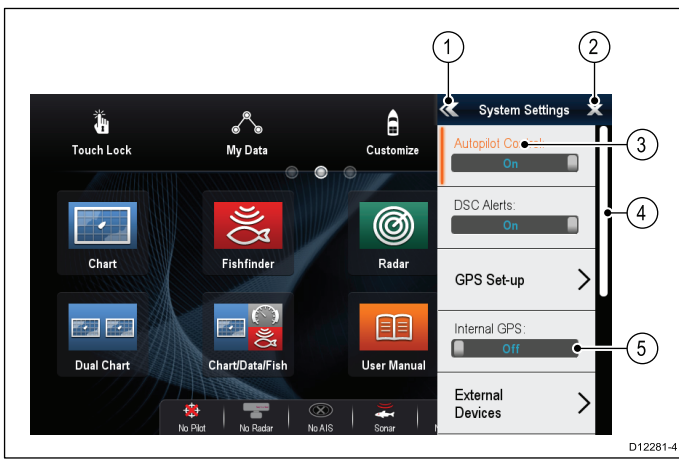 1 2
System Settings
Touch Lock My Data Customize
Autopilot Control:
On
3
DSC Alerts:
On
4
Chart Fishfinder Radar
GPS Set-up
Internal GPS:
Off
5
Dual Chart Chart/Data/Fish User Manual
External
Devices
No Pilot No Radar No AIS Sonar
D12281-4